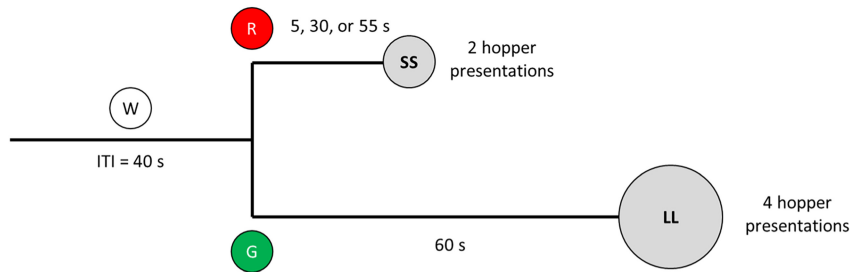 R
5, 30, or 55 s
SS
2 hopper
presentations
W
ITI = 40 s
LL
4 hopper
presentations
G
60 s